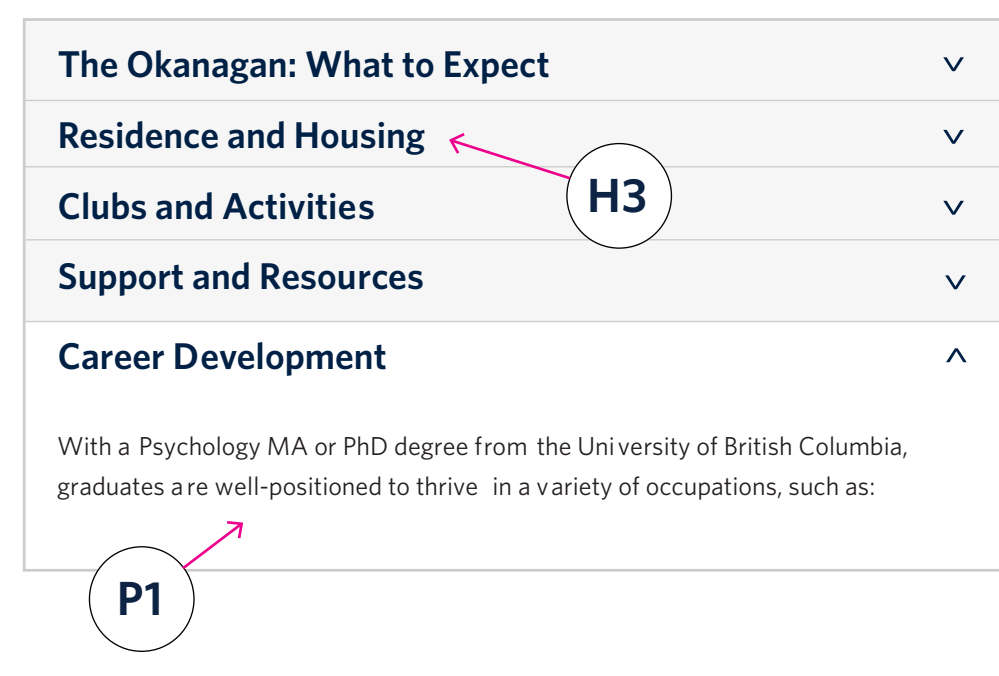 The Okanagan: What to Expect
Residence and Housing
H3
Clubs and Activities
Support and Resources
Career Development
With a Psychology MA or PhD degree from the University of British Columbia,
graduates are well-positioned to thrive in a variety of occupations, such as:
P1